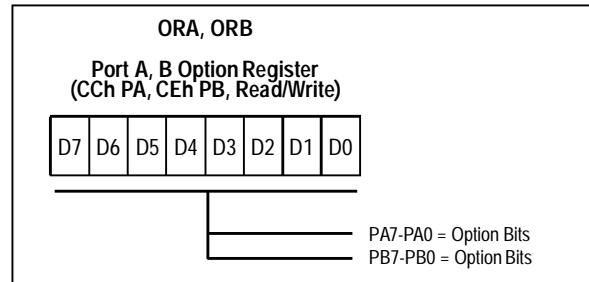 ORA, ORB
Port A, B Option Register
(CCh PA, CEh PB, Read/Write)
D7 D6 D5 D4 D3 D2 D1 D0
PA7-PA0 = Option Bits
PB7-PB0 = Option Bits